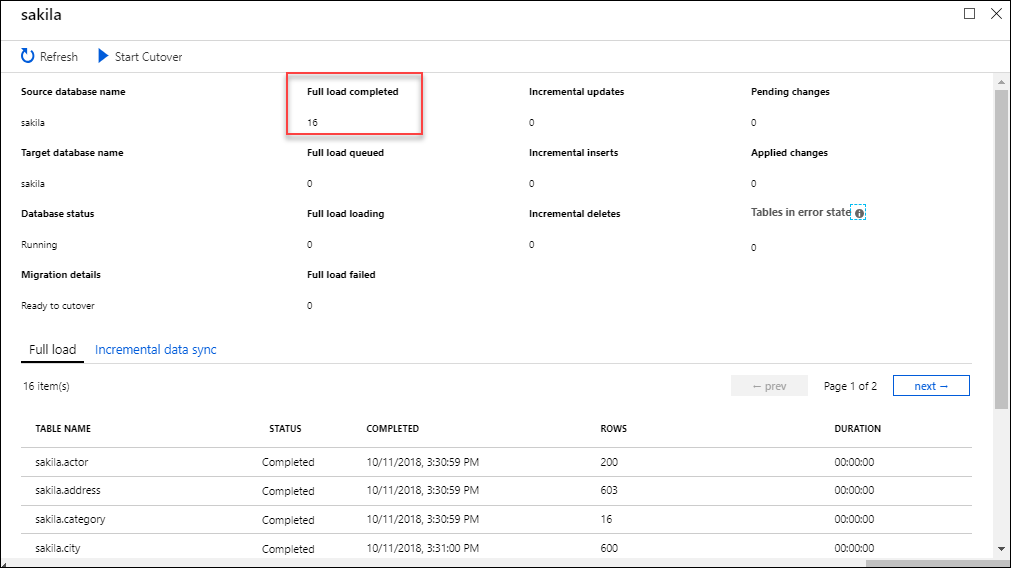 sakila
Refresh Start Cutover
Source database name Full load completed Incremental updates Pending changes
sakila 16 0 0
Target database name Full load queued Incremental inserts Applied changes
sakila 0 0 0
Database status Full load loading Incremental deletes Tables in error state
Running 0 0 0
Migration details Full load failed
Ready to cutover 0
Full load Incremental data sync
16 item(s) ← prev Page 1 of 2 next →
TABLE NAME STATUS COMPLETED ROWS DURATION
sakila.actor Completed 10/11/2018, 3:30:59 PM 200 00:00:00
sakila.address Completed 10/11/2018, 3:30:59 PM 603 00:00:00
sakila.category Completed 10/11/2018, 3:30:59 PM 16 00:00:00
sakila.city Completed 10/11/2018, 3:31:00 PM 600 00:00:00